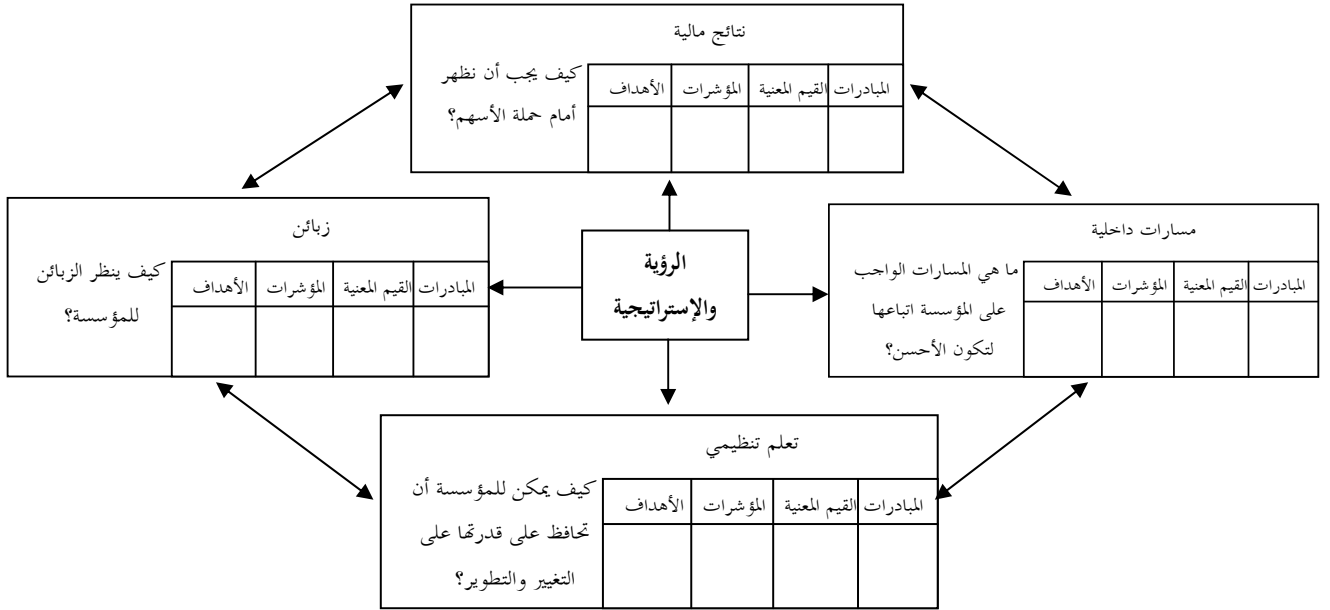 نتائج مالية
كيف يجب أن نظهر
أمام حملة الأسهم؟
الأهداف المؤشرات القيم المعنية المبادرات
مسارات داخلية
ما هي المسارات الواجب
على المؤسسة اتباعها
لتكون الأحسن؟
الأهداف المؤشرات القيم المعنية المبادرات
الرؤية
والإستراتيجية
زبائن
كيف ينظر الزبائن
للمؤسسة؟
الأهداف المؤشرات القيم المعنية المبادرات
تعلم تنظيمي
كيف يمكن للمؤسسة أن
تحافظ على قدرتها على
التغيير والتطوير؟
الأهداف المؤشرات القيم المعنية المبادرات